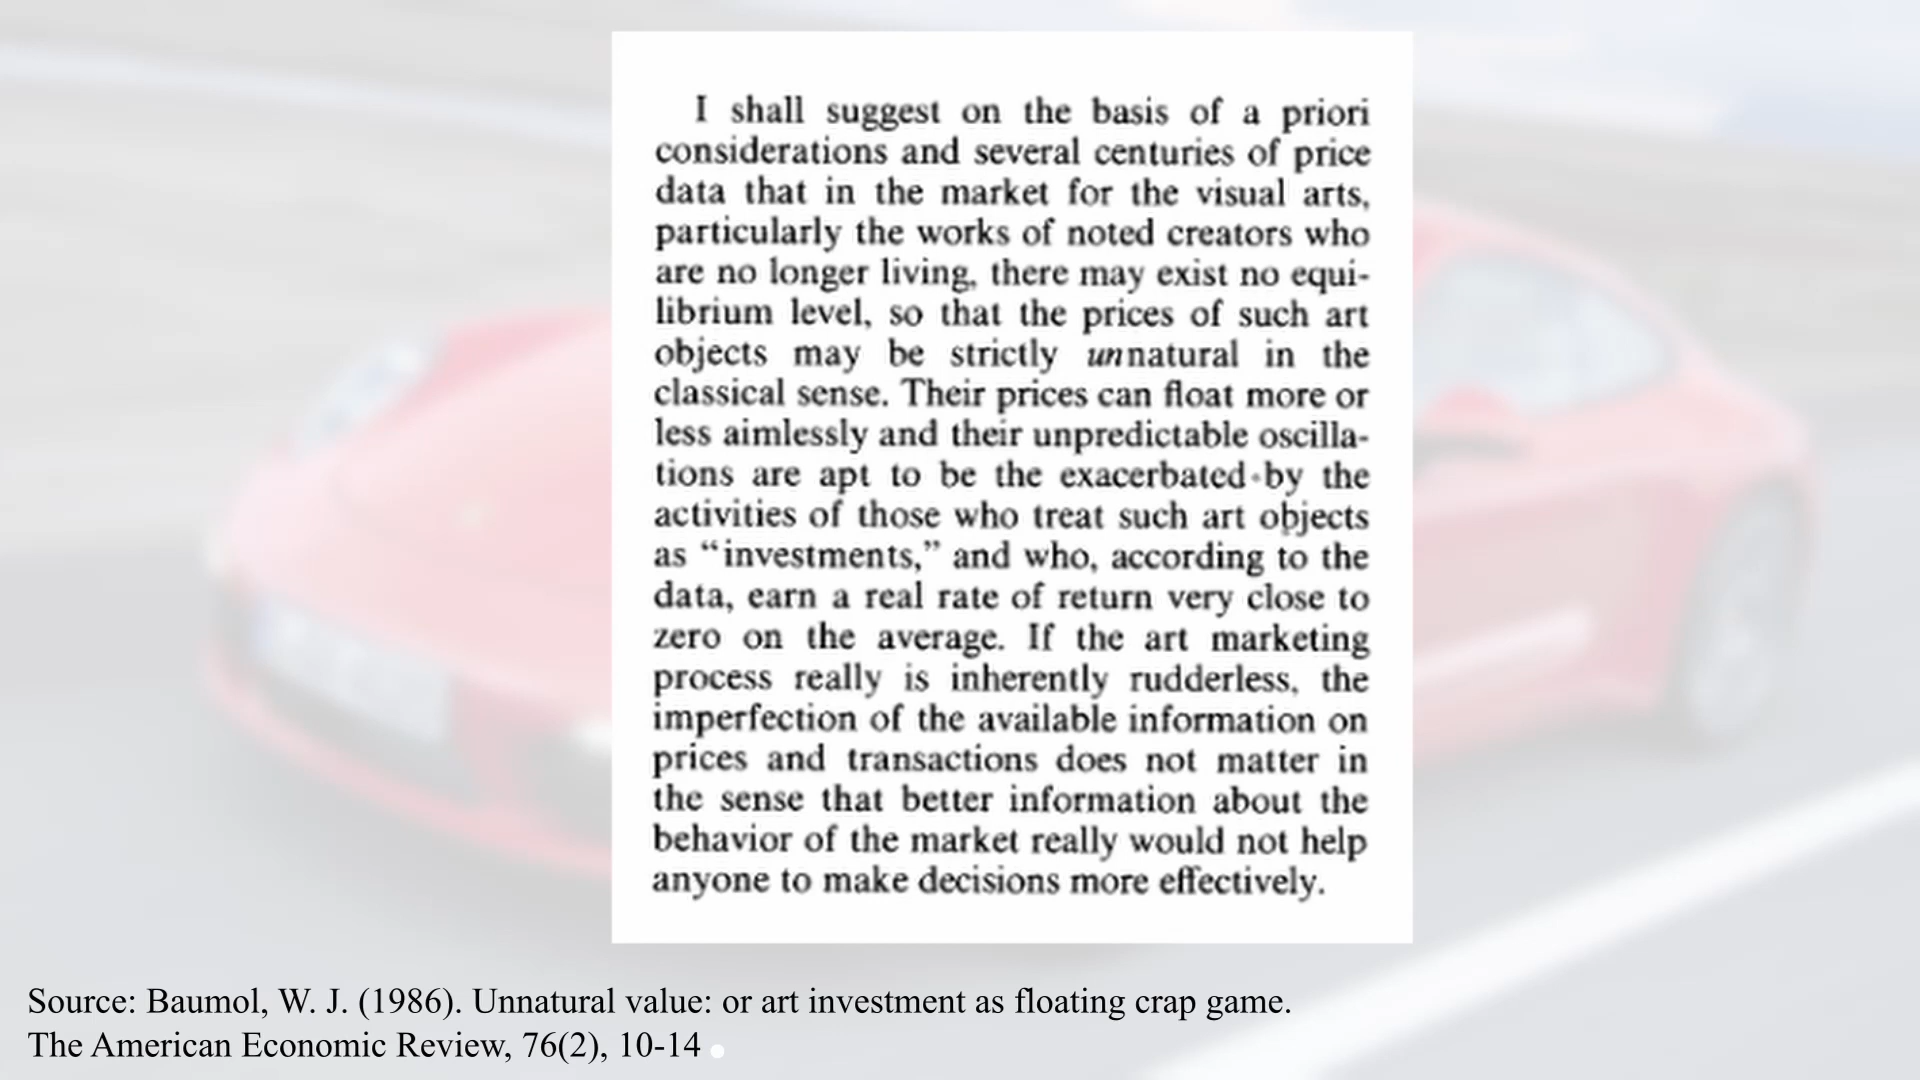 I shall suggest on the basis of a priori
considerations and several centuries of price
data that in the market for the visual arts,
particularly the works of noted creators who
are no longer living, there may exist no equi-
librium level, so that the prices of such art
objects may be strictly unnatural in the
classical sense. Their prices can float more or
less aimlessly and their unpredictable oscilla-
tions are apt to be the exacerbated by the
activities of those who treat such art objects
as “investments,” and who, according to the
data, earn a real rate of return very close to
zero on the average. If the art marketing
process really is inherently rudderless, the
imperfection of the available information on
prices and transactions does not matter in
the sense that better information about the
behavior of the market really would not help
anyone to make decisions more effectively.
Source: Baumol, W. J. (1986). Unnatural value: or art investment as floating crap game.
The American Economic Review, 76(2), 10-14